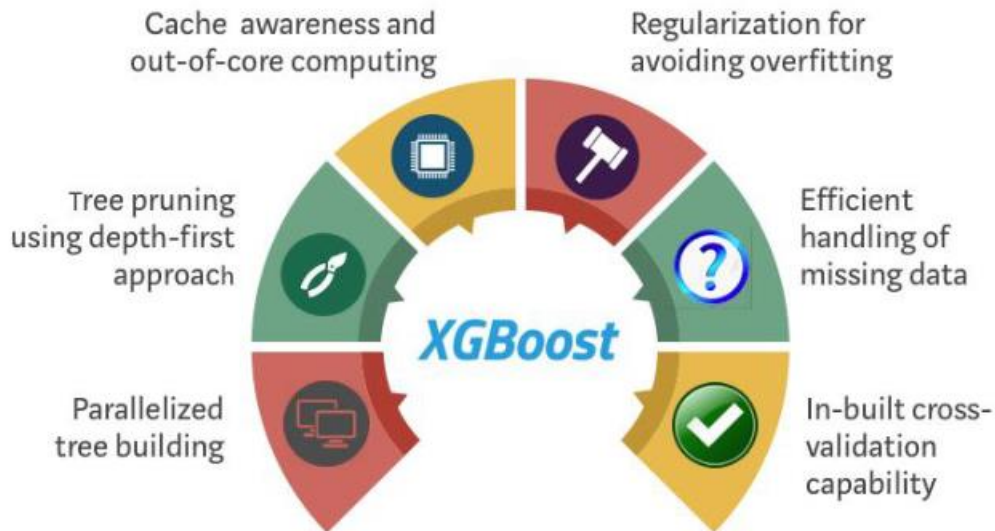 Cache awareness and
out-of-core computing
Regularization for
avoiding overfitting
Tree pruning
using depth-first
approach
Efficient
handling of
missing data
XGBoost
Parallelized
tree building
In-built cross-
validation
capability